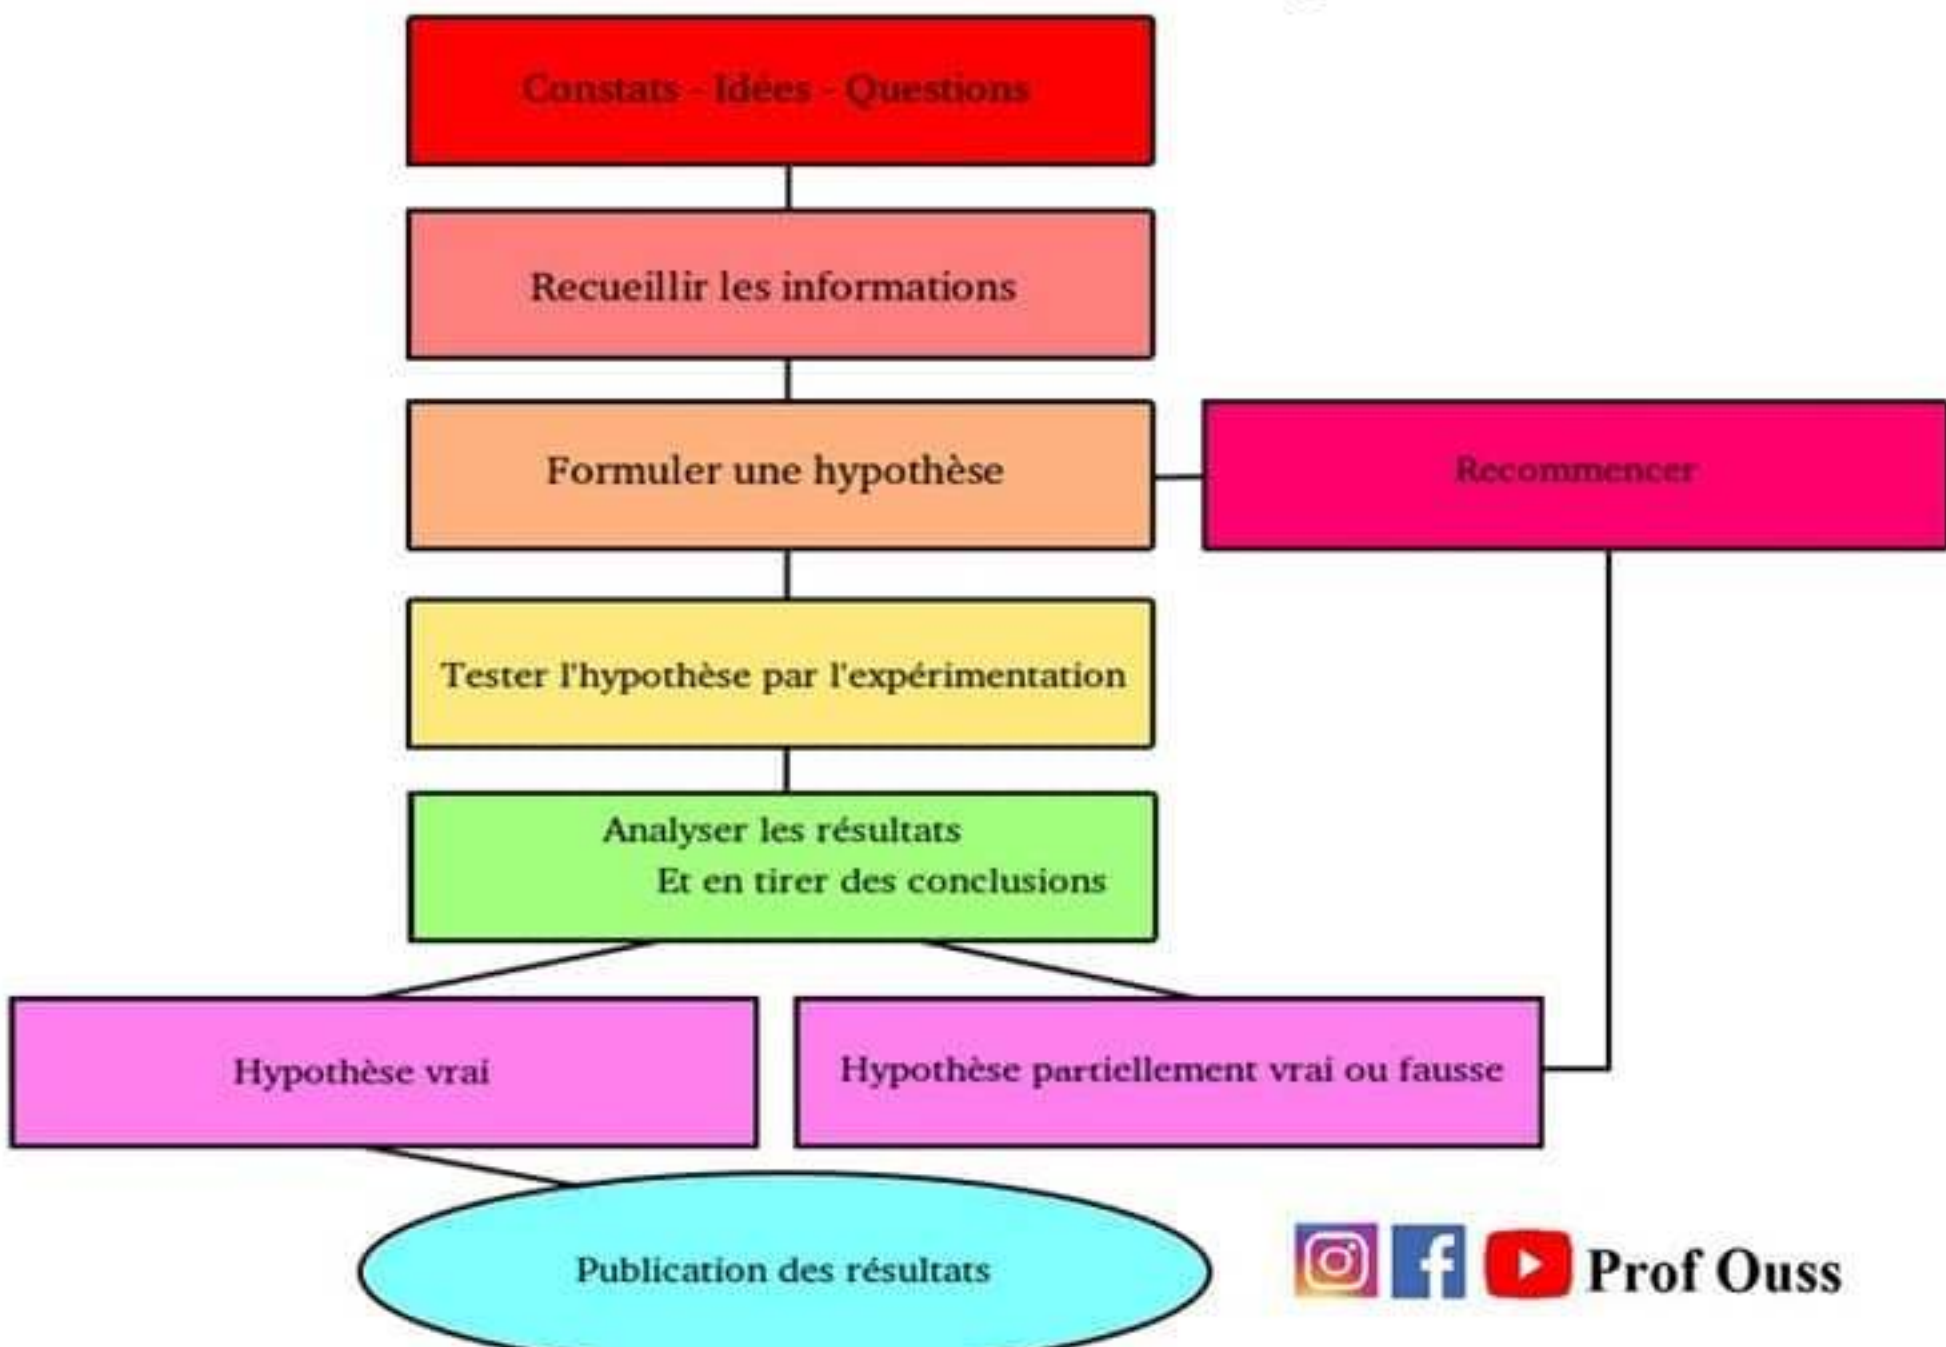 Constats - Idées - Questions
Recueillir les informations
Formuler une hypothèse
Recommencer
Tester l'hypothèse par l'expérimentation
Analyser les résultats
Et en tirer des conclusions
Hypothèse vrai
Hypothèse partiellement vrai ou fausse
Publication des résultats
Prof Ouss